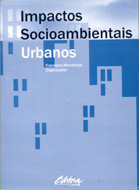 Impactos
Socioambientais
Urbanos
Francisco Mendonça
Organizador
Editora